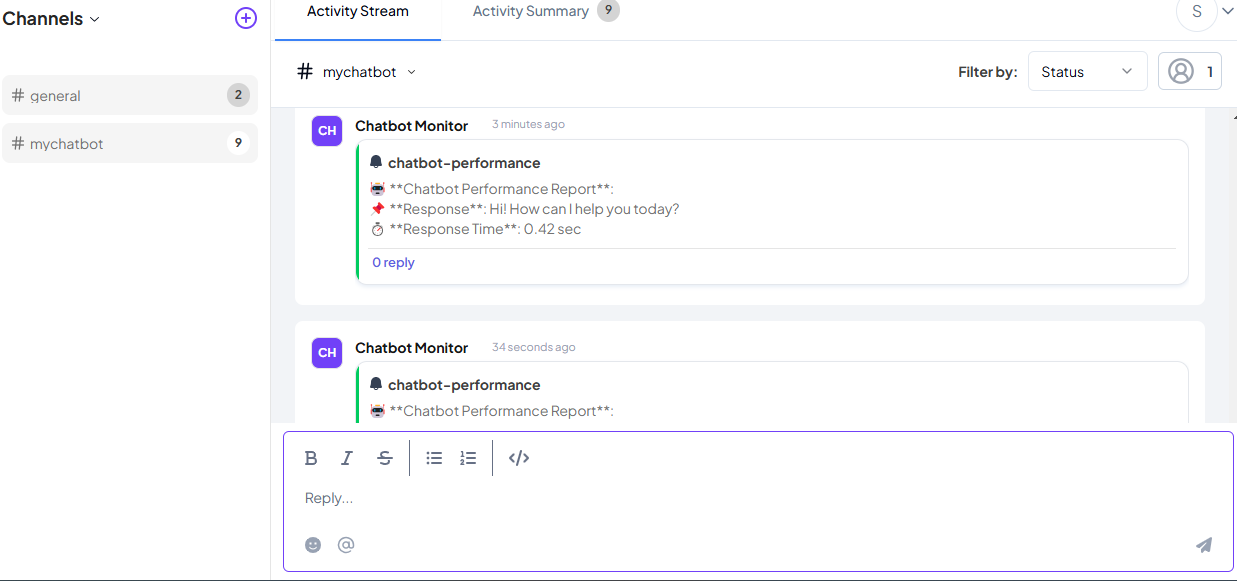 Channels
# general
2
# mychatbot
9
Activity Stream
Activity Summary 9
S
# mychatbot
Filter by:
Status
1
CH
Chatbot Monitor 3 minutes ago
chatbot-performance
**Chatbot Performance Report**:
**Response**: Hi! How can I help you today?
**Response Time**: 0.42 sec
0 reply
CH
Chatbot Monitor 34 seconds ago
chatbot-performance
**Chatbot Performance Report**:
B I S </>
Reply...
@